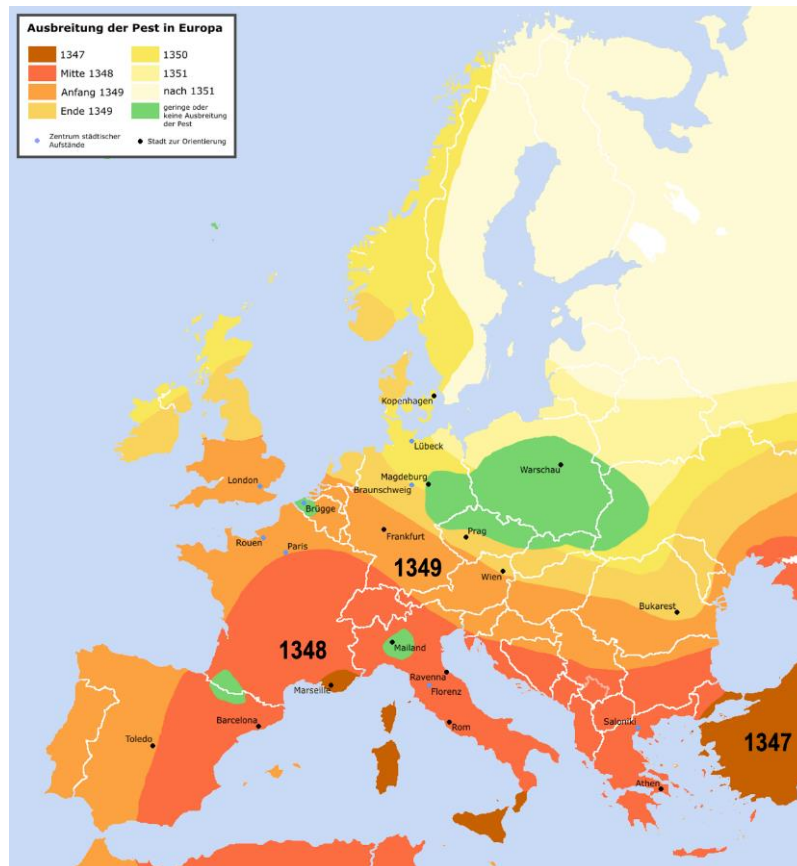 Ausbreitung der Pest in Europa
1347
Mitte 1348
Anfang 1349
Ende 1349
1350
1351
nach 1351
geringe oder
keine Ausbreitung
der Pest
Zentrum städtischer
Aufstände
Stadt zur Orientierung
Kopenhagen
Lübeck
Magdeburg
Warschau
Braunschweig
London
Brügge
Frankfurt
Prag
Rouen
Paris
1349
Wien
Bukarest
1348
Mailand
Ravenna
Marseille
Florenz
Barcelona
Rom
Saloniki
Toledo
1347
Athen